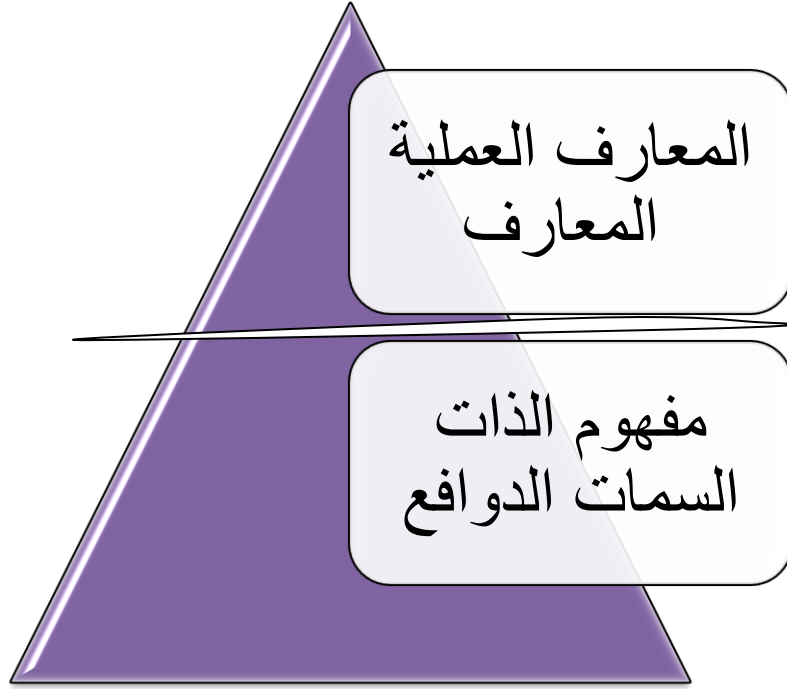 المعارف العملية
المعارف
مفهوم الذات
السمات الدوافع